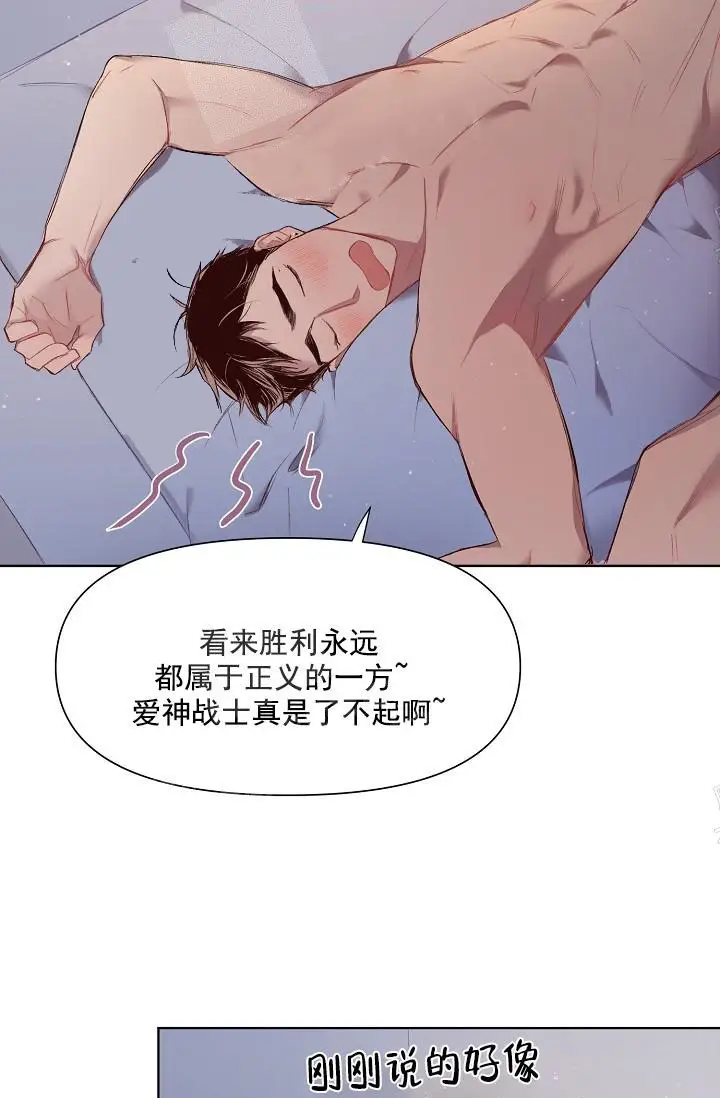 看来胜利永远
都属于正义的一方~
爱神战士真是了不起啊~
刚刚说的好像